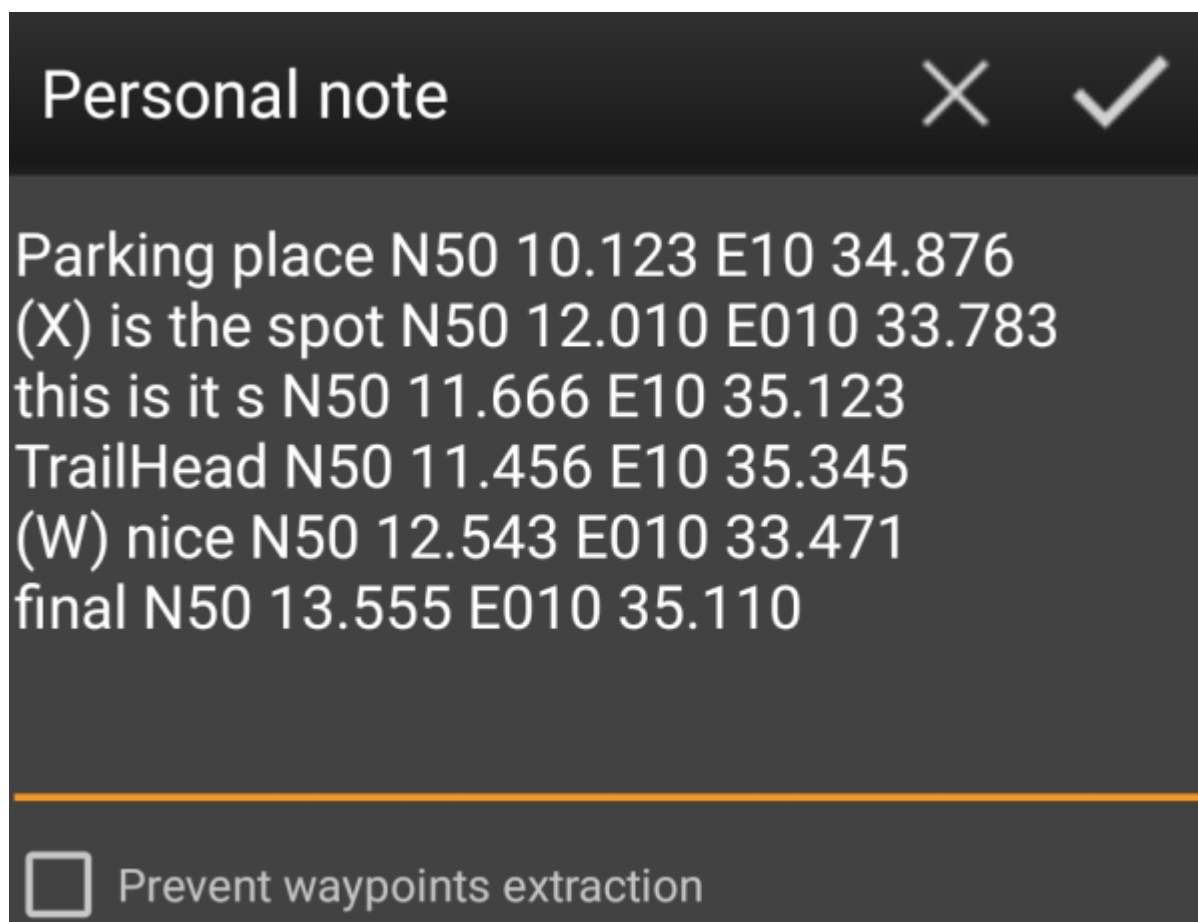 Personal note
Parking place N50 10.123 E10 34.876
(X) is the spot N50 12.010 E010 33.783
this is it s N50 11.666 E10 35.123
TrailHead N50 11.456 E10 35.345
(W) nice N50 12.543 E010 33.471
final N50 13.555 E010 35.110
Prevent waypoints extraction